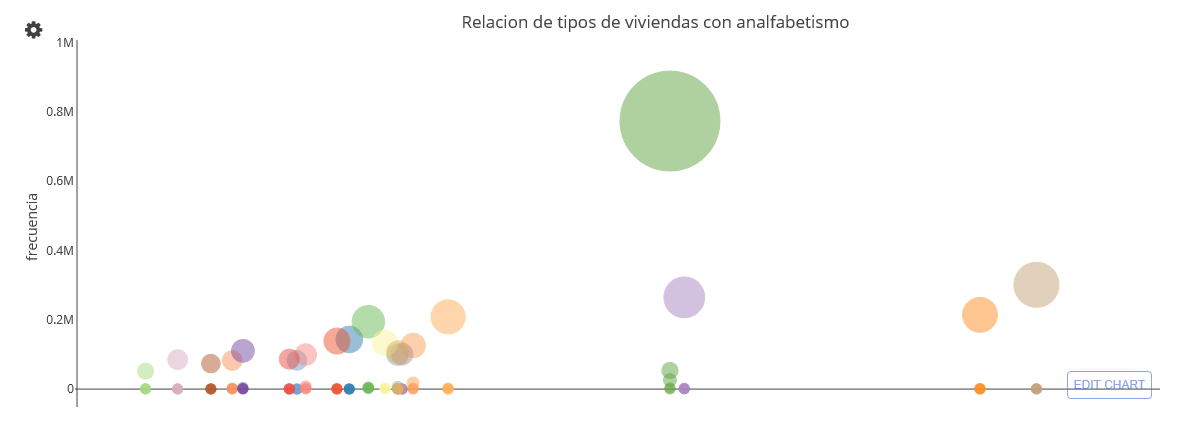 Relacion de tipos de viviendas con analfabetismo
1M
0.8M
0.6M
0.4M
0.2M
0
frecuencia
EDIT CHART